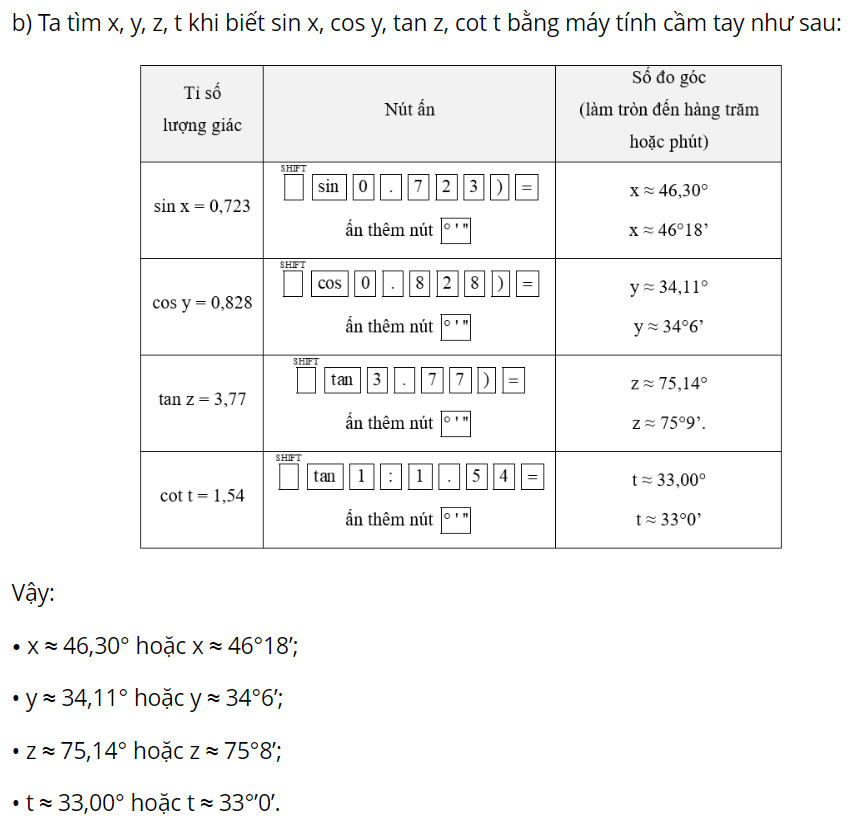 b) Ta tìm x, y, z, t khi biết sin x, cos y, tan z, cot t bằng máy tính cầm tay như sau:
Tỉ số
lượng giác
Nút ấn
Số đo góc
(làm tròn đến hàng trăm
hoặc phút)
sin x = 0,723
SHIFT
sin 0 . 7 2 3 ) =
ấn thêm nút ° ' "
x ≈ 46,30°
x ≈ 46°18’
cos y = 0,828
SHIFT
cos 0 . 8 2 8 ) =
ấn thêm nút ° ' "
y ≈ 34,11°
y ≈ 34°6’
tan z = 3,77
SHIFT
tan 3 . 7 7 ) =
ấn thêm nút ° ' "
z ≈ 75,14°
z ≈ 75°9’.
cot t = 1,54
SHIFT
tan 1 : 1 . 5 4 =
ấn thêm nút ° ' "
t ≈ 33,00°
t ≈ 33°0’
Vậy:
• x ≈ 46,30° hoặc x ≈ 46°18’;
• y ≈ 34,11° hoặc y ≈ 34°6’;
• z ≈ 75,14° hoặc z ≈ 75°8’;
• t ≈ 33,00° hoặc t ≈ 33°’0’.